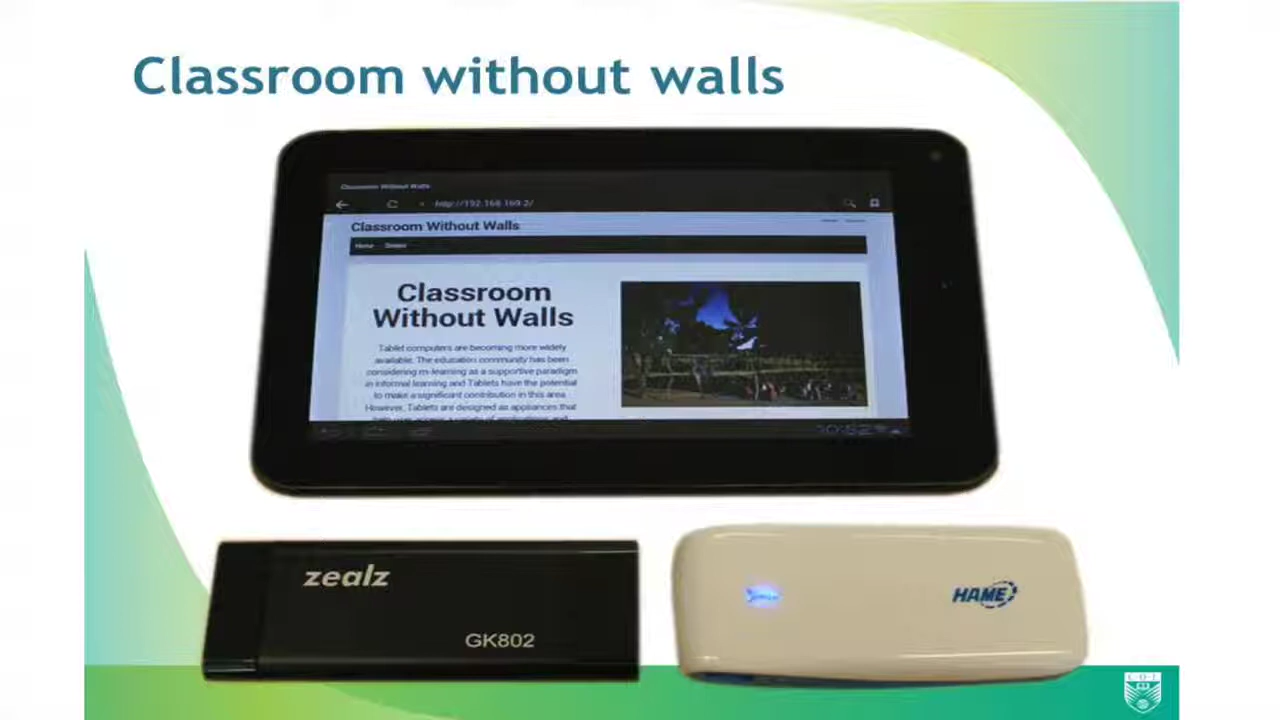 Classroom without walls
Classroom Without Walls
http://192.168.169.2/
Classroom Without Walls
Home
Classroom
Without Walls
Tablet computers are becoming more widely
available. The education community has been
considering m-learning as a supportive paradigm
in informal learning and Tablets have the potential
to make a significant contribution in this area
However, Tablets are designed as appliances that
10:52
zealz
GK802
HAME
COL